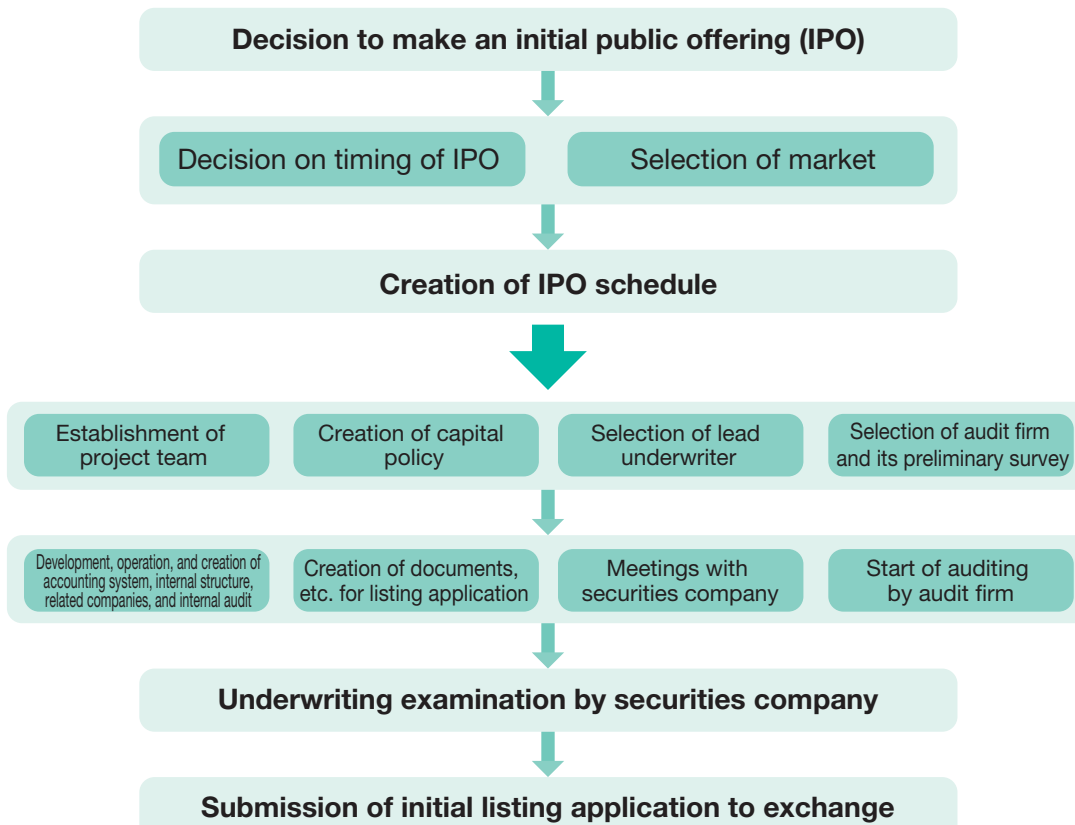 Decision to make an initial public offering (IPO)
Decision on timing of IPO
Selection of market
Creation of IPO schedule
Establishment of
project team
Creation of capital
policy
Selection of lead
underwriter
Selection of audit firm
and its preliminary survey
Development, operation, and creation of
accounting system, internal structure,
related companies, and internal audit
Creation of documents,
etc. for listing application
Meetings with
securities company
Start of auditing
by audit firm
Underwriting examination by securities company
Submission of initial listing application to exchange